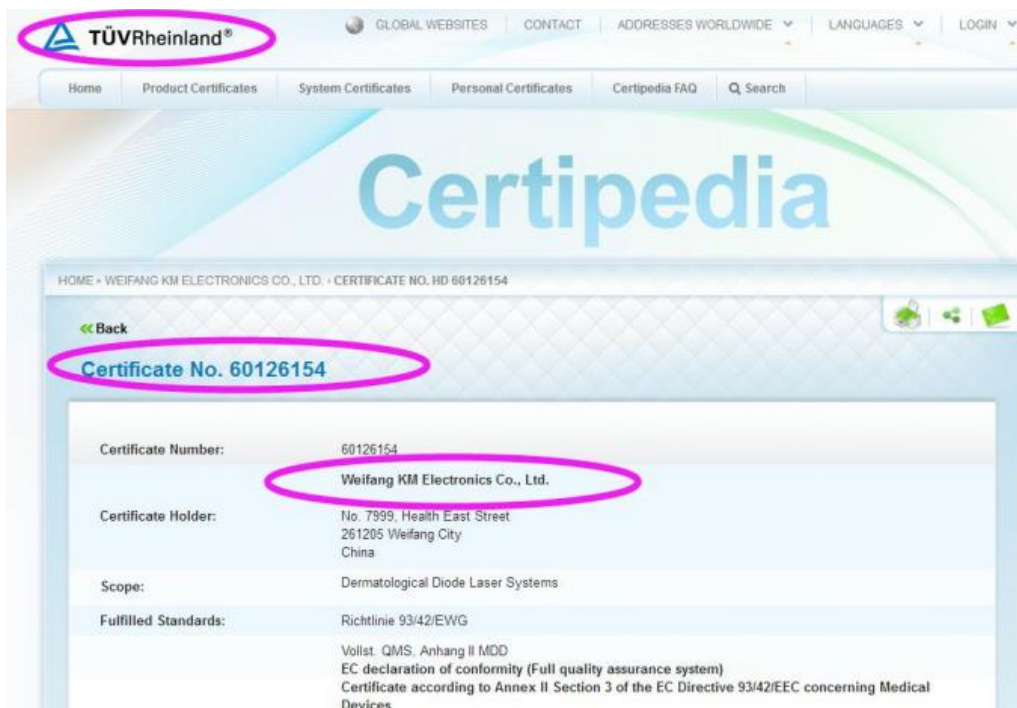 TÜVRheinland®
GLOBAL WEBSITES CONTACT ADDRESSES WORLDWIDE LANGUAGES LOGIN
Home Product Certificates System Certificates Personal Certificates Certipedia FAQ Search
Certipedia
HOME » WEIFANG KM ELECTRONICS CO., LTD. › CERTIFICATE NO. HD 60126154
Back
Certificate No. 60126154
Certificate Number: 60126154
Weifang KM Electronics Co., Ltd.
Certificate Holder: No. 7999, Health East Street
261205 Weifang City
China
Scope: Dermatological Diode Laser Systems
Fulfilled Standards: Richtlinie 93/42/EWG
Vollst. QMS, Anhang II MDD
EC declaration of conformity (Full quality assurance system)
Certificate according to Annex II Section 3 of the EC Directive 93/42/EEC concerning Medical
Devices